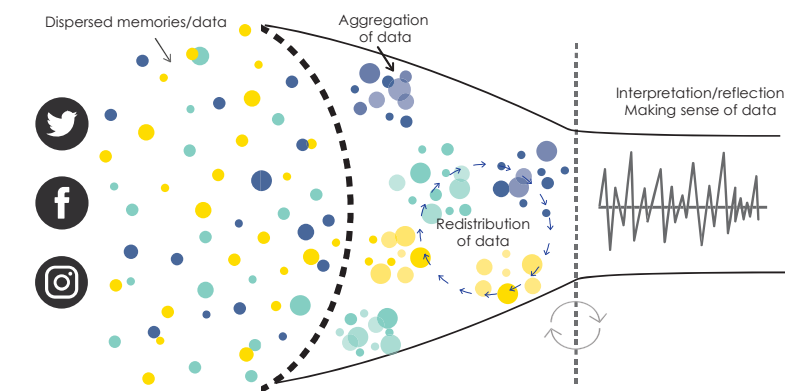 Dispersed memories/data
Aggregation
of data
Interpretation/reflection
Making sense of data
Redistribution
of data